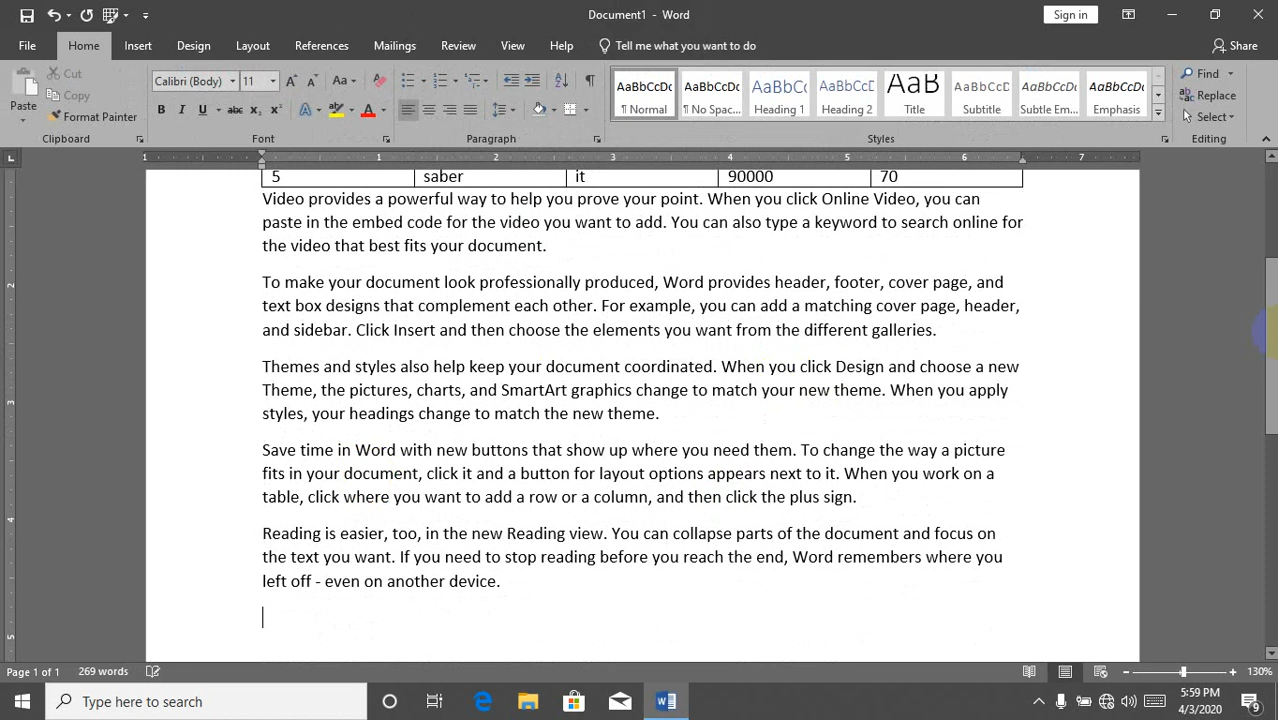 Document1 - Word
Sign in
File Home Insert Design Layout References Mailings Review View Help Tell me what you want to do Share
Paste
Cut
Copy
Format Painter
Clipboard
Calibri (Body) 11
Font
Paragraph
AaBbCcDc AaBbCcDc AaBbC AaBbCcD AaB AaBbCcD AaBbCcDc AaBbCcDc
¶ Normal ¶ No Spac... Heading 1 Heading 2 Title Subtitle Subtle Em... Emphasis
Styles
Find
Replace
Select
Editing
1 1 2 3 4 5 6 7
5 saber it 90000 70
Video provides a powerful way to help you prove your point. When you click Online Video, you can
paste in the embed code for the video you want to add. You can also type a keyword to search online for
the video that best fits your document.
To make your document look professionally produced, Word provides header, footer, cover page, and
text box designs that complement each other. For example, you can add a matching cover page, header,
and sidebar. Click Insert and then choose the elements you want from the different galleries.
Themes and styles also help keep your document coordinated. When you click Design and choose a new
Theme, the pictures, charts, and SmartArt graphics change to match your new theme. When you apply
styles, your headings change to match the new theme.
Save time in Word with new buttons that show up where you need them. To change the way a picture
fits in your document, click it and a button for layout options appears next to it. When you work on a
table, click where you want to add a row or a column, and then click the plus sign.
Reading is easier, too, in the new Reading view. You can collapse parts of the document and focus on
the text you want. If you need to stop reading before you reach the end, Word remembers where you
left off - even on another device.
2
3
4
5
Page 1 of 1 269 words 130%
Type here to search
5:59 PM
4/3/2020
9